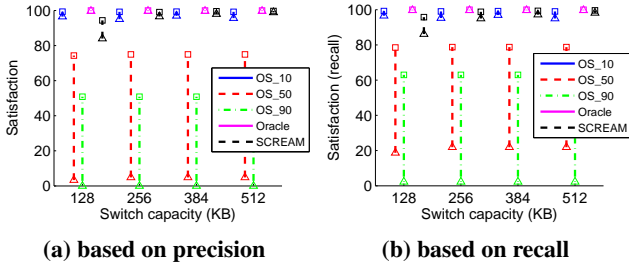 100
80
60
40
20
0
Satisfaction
OS_10
OS_50
OS_90
Oracle
SCREAM
128 256 384 512
Switch capacity (KB)
(a) based on precision
100
80
60
40
20
0
Satisfaction (recall)
OS_10
OS_50
OS_90
Oracle
SCREAM
128 256 384 512
Switch capacity (KB)
(b) based on recall